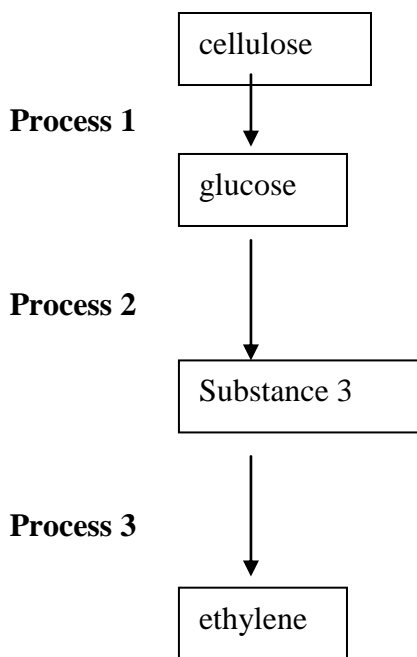 cellulose
Process 1
glucose
Process 2
Substance 3
Process 3
ethylene